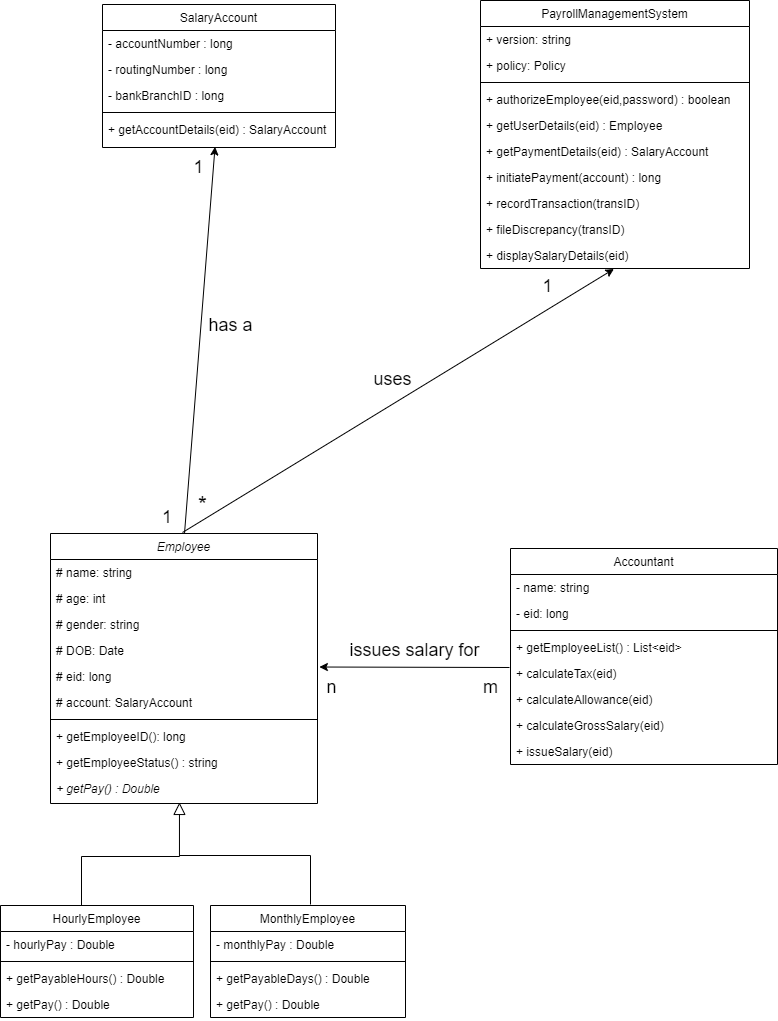 SalaryAccount
- accountNumber : long
- routingNumber : long
- bankBranchID : long
+ getAccountDetails(eid) : SalaryAccount
PayrollManagementSystem
+ version: string
+ policy: Policy
+ authorizeEmployee(eid,password) : boolean
+ getUserDetails(eid) : Employee
+ getPaymentDetails(eid) : SalaryAccount
+ initiatePayment(account) : long
+ recordTransaction(transID)
+ fileDiscrepancy(transID)
+ displaySalaryDetails(eid)
1
1
has a
uses
*
1
Employee
# name: string
# age: int
# gender: string
# DOB: Date
# eid: long
# account: SalaryAccount
+ getEmployeeID(): long
+ getEmployeeStatus() : string
+ getPay() : Double
issues salary for
n
m
Accountant
- name: string
- eid: long
+ getEmployeeList() : List<eid>
+ calculateTax(eid)
+ calculateAllowance(eid)
+ calculateGrossSalary(eid)
+ issueSalary(eid)
HourlyEmployee
- hourlyPay : Double
+ getPayableHours() : Double
+ getPay() : Double
MonthlyEmployee
- monthlyPay : Double
+ getPayableDays() : Double
+ getPay() : Double